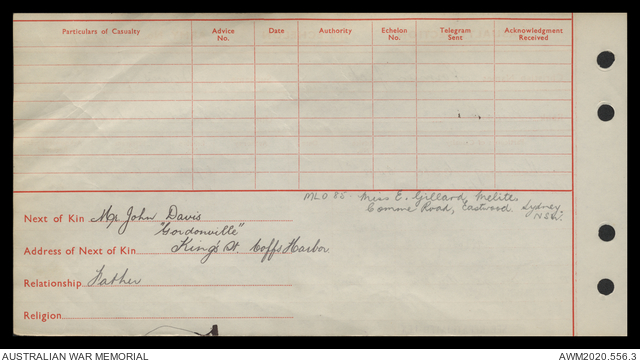 Particulars of Casualty Advice No. Date Authority Echelon No. Telegram Sent Acknowledgment Received
MLO 85 - Miss E. Gillard, Melite,
Road, Eastwood Sydney
NSW.
Next of Kin Mr John Davis
"Gordonville"
Address of Next of Kin King's St. Coffs Harbor.
Relationship Father
Religion
AUSTRALIAN WAR MEMORIAL AWM2020.556.3